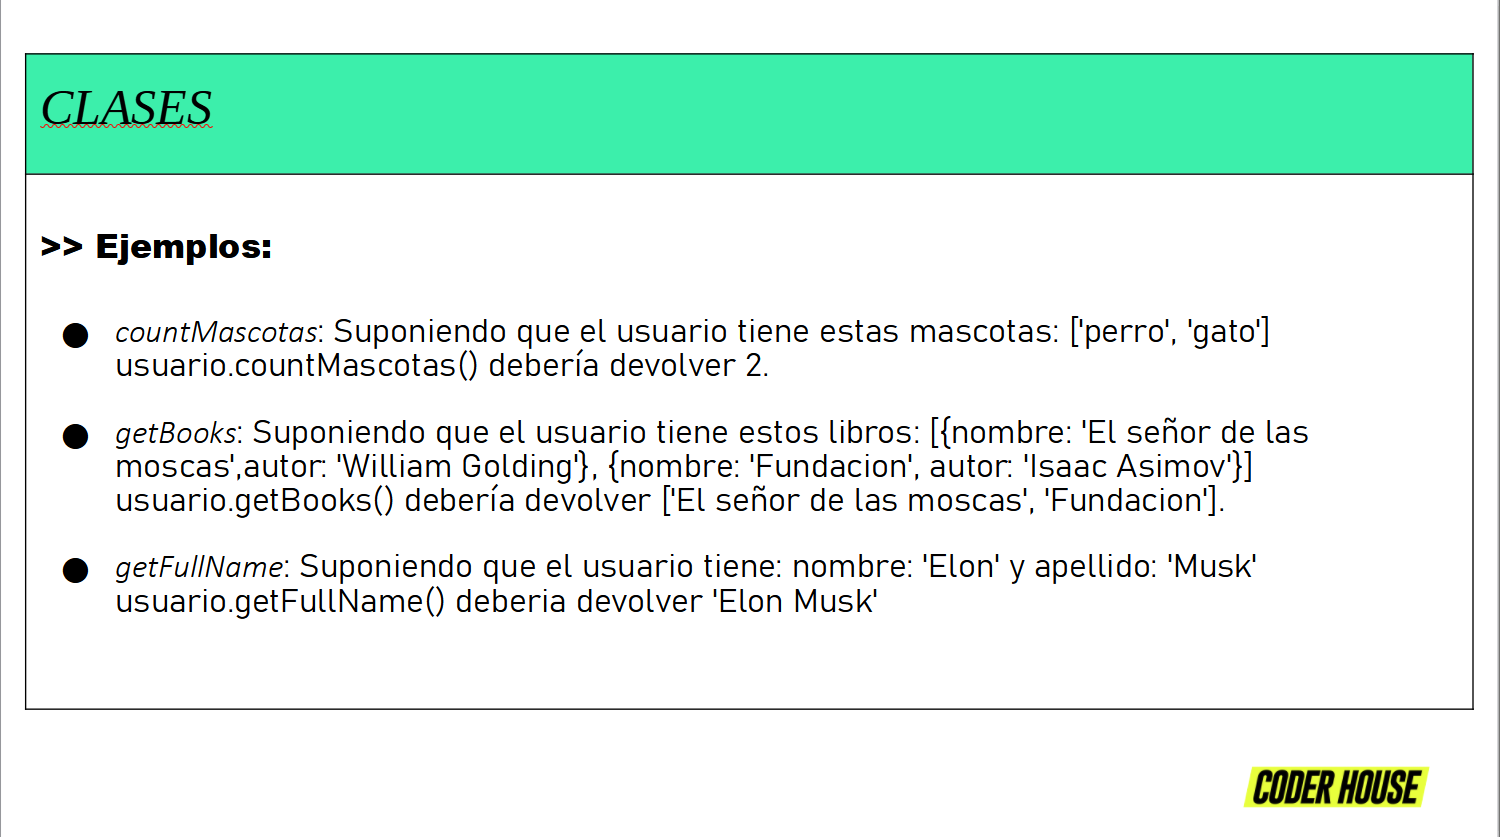 CLASES
>> Ejemplos:
● countMascotas: Suponiendo que el usuario tiene estas mascotas: ['perro', 'gato']
usuario.countMascotas() debería devolver 2.
● getBooks: Suponiendo que el usuario tiene estos libros: [{nombre: 'El señor de las
moscas',autor: 'William Golding'}, {nombre: 'Fundacion', autor: 'Isaac Asimov'}]
usuario.getBooks() debería devolver ['El señor de las moscas', 'Fundacion'].
● getFullName: Suponiendo que el usuario tiene: nombre: 'Elon' y apellido: 'Musk'
usuario.getFullName() deberia devolver 'Elon Musk'
CODER HOUSE